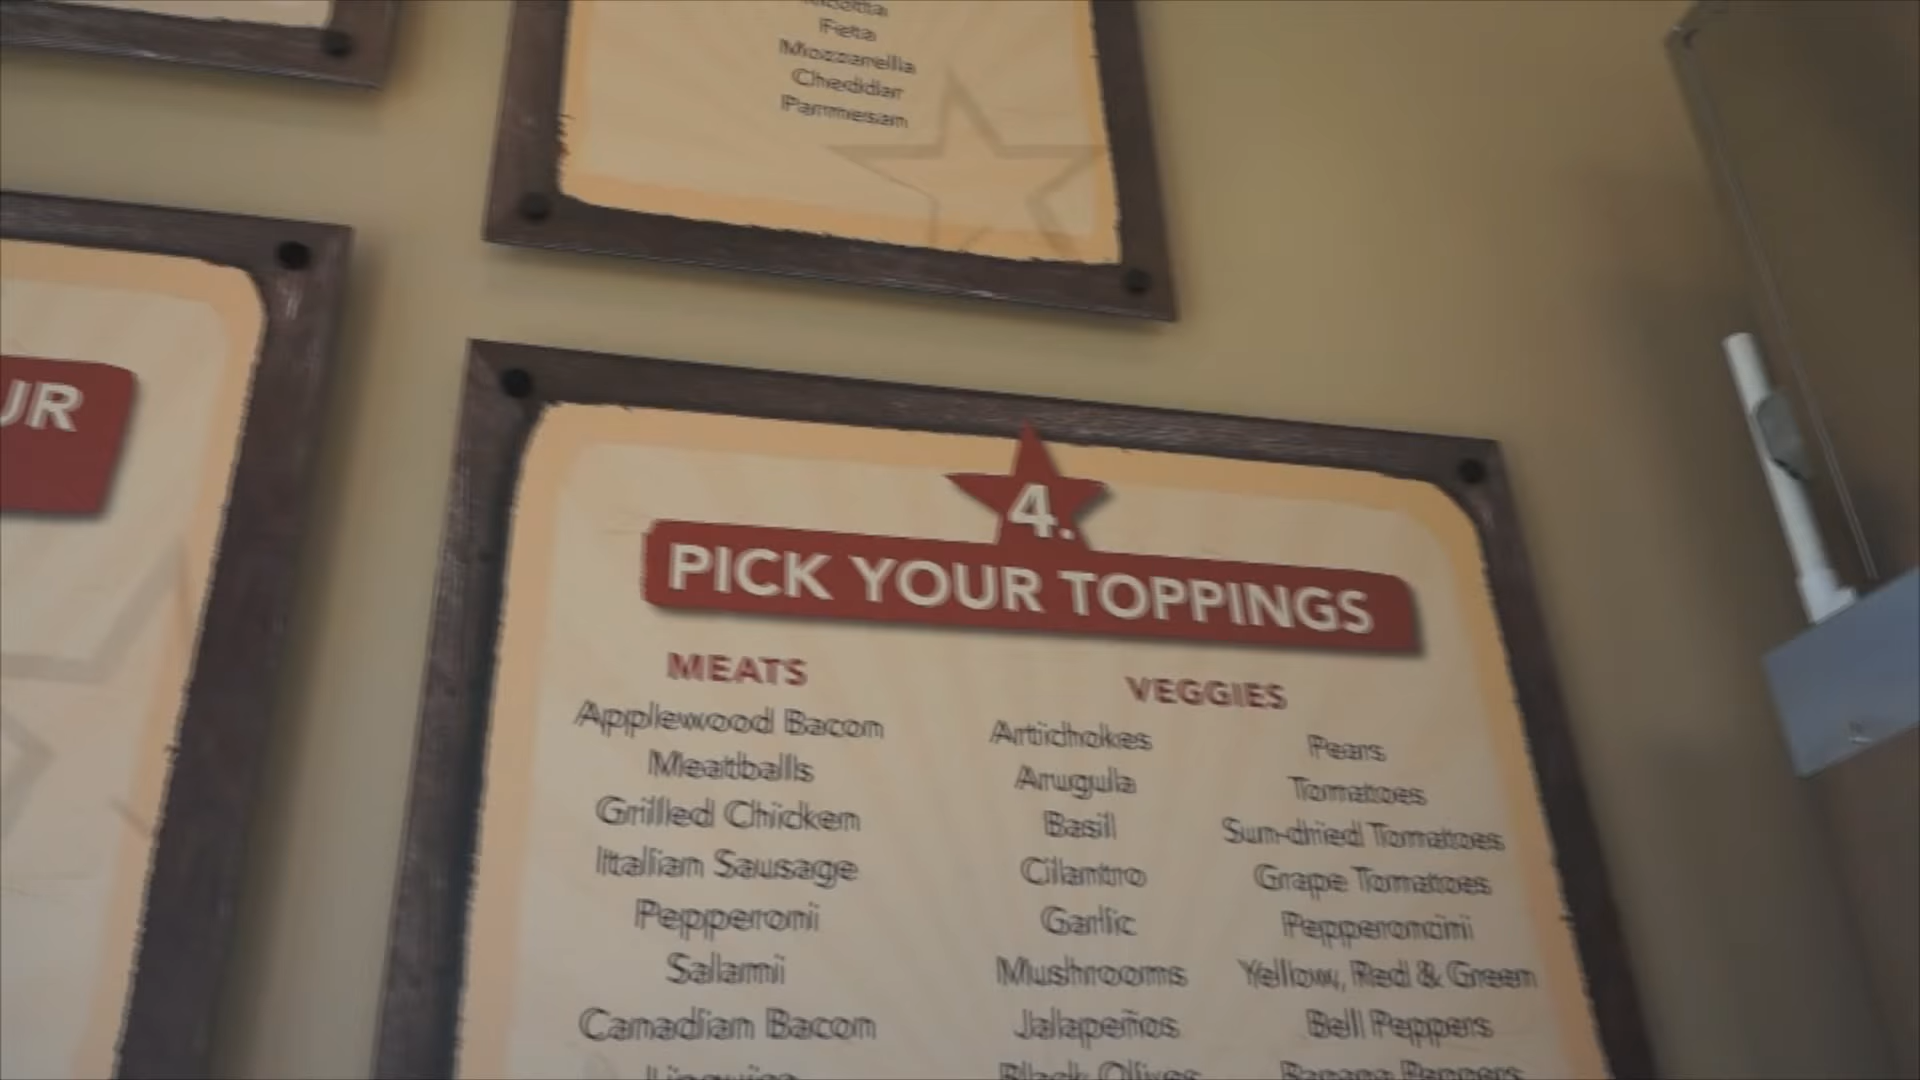 Feta
Mozzarella
Cheddar
Parmesan
UR
4.
PICK YOUR TOPPINGS
MEATS
Applewood Bacon
Meatballs
Grilled Chicken
Italian Sausage
Pepperoni
Salami
Canadian Bacon
Linguica
VEGGIES
Artichokes
Arugula
Basil
Cilantro
Garlic
Mushrooms
Jalapeños
Black Olives
Pears
Tomatoes
Sun-dried Tomatoes
Grape Tomatoes
Pepperoncini
Yellow, Red & Green
Bell Peppers
Banana Peppers